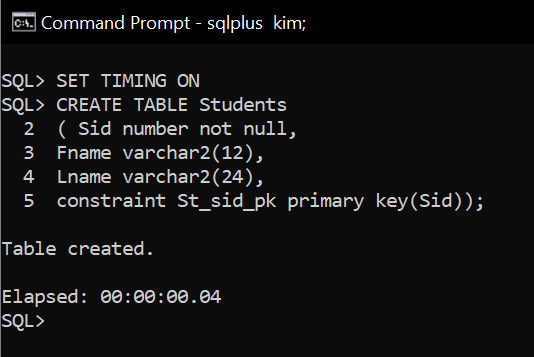 Command Prompt - sqlplus  kim;
SQL> SET TIMING ON
SQL> CREATE TABLE Students
  2  ( Sid number not null,
  3  Fname varchar2(12),
  4  Lname varchar2(24),
  5  constraint St_sid_pk primary key(Sid));
Table created.
Elapsed: 00:00:00.04
SQL>